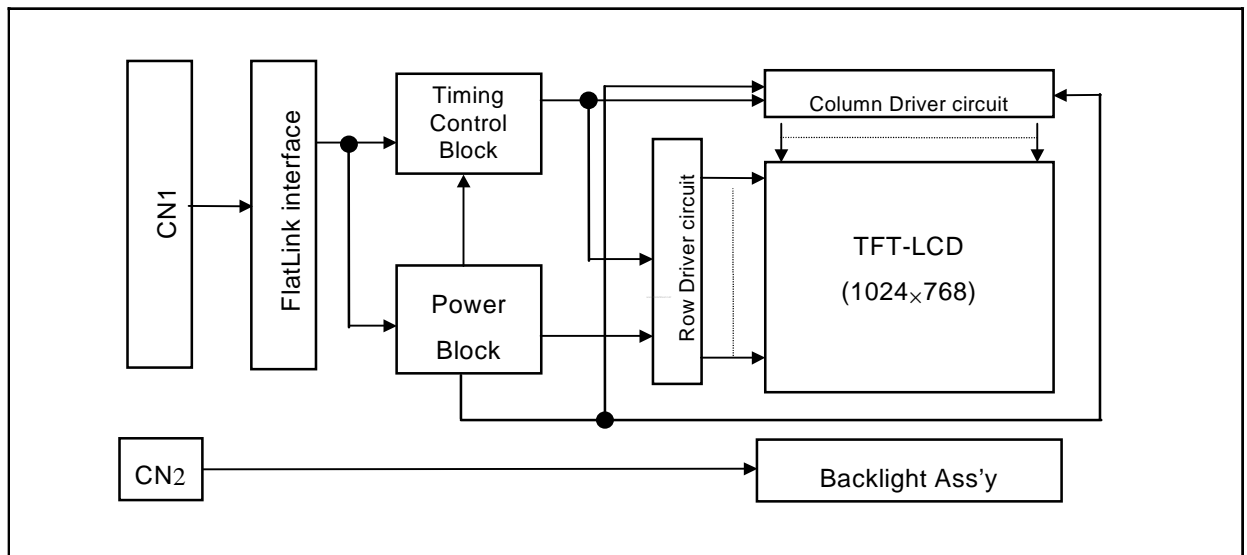 CN1
FlatLink interface
Timing
Control
Block
Power
Block
Row Driver circuit
Column Driver circuit
TFT-LCD
(1024×768)
CN2
Backlight Ass'y